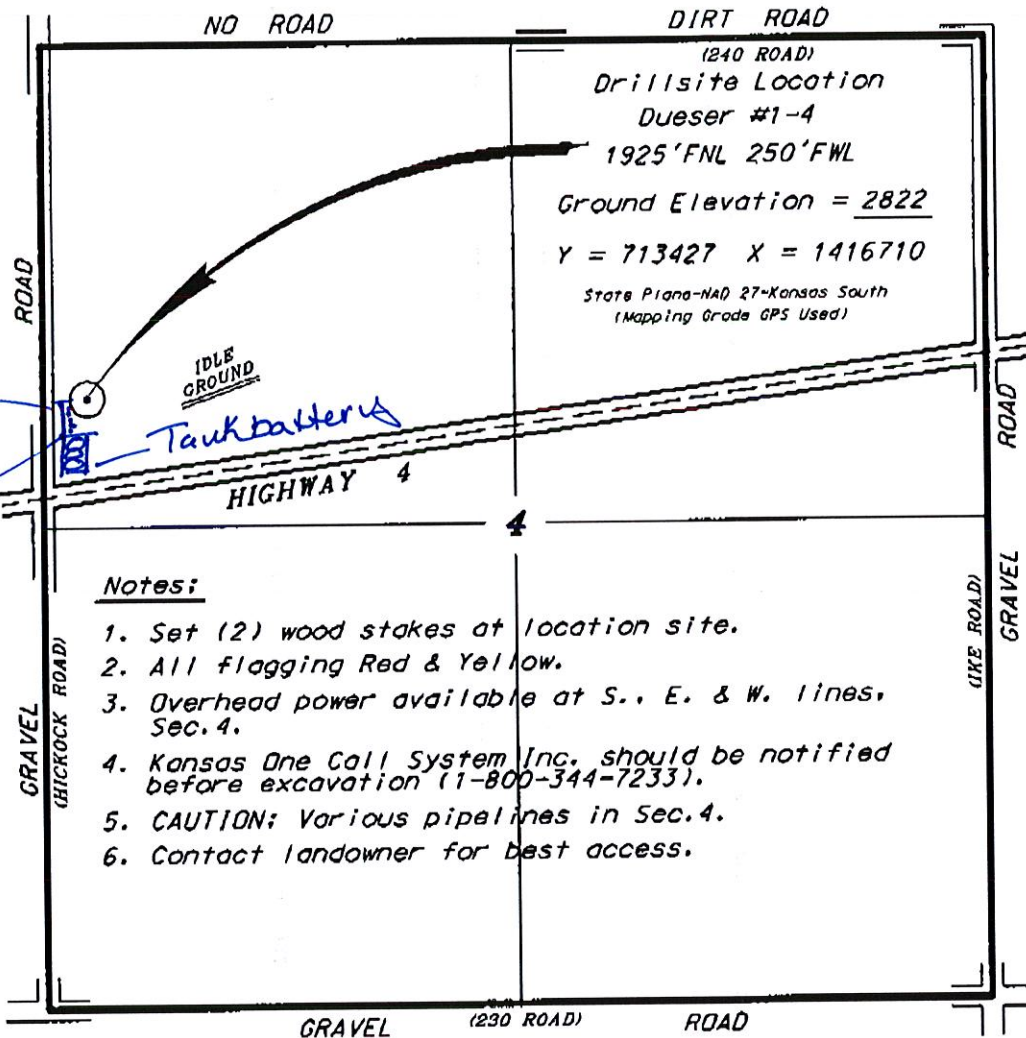 NO ROAD
DIRT ROAD
(240 ROAD)
Drillsite Location
Dueser #1-4
1925'FNL 250'FWL
Ground Elevation = 2822
Y = 713427 X = 1416710
State Plane-NAD 27-Kansas South
(Mapping Grade GPS Used)
ROAD
IDLE
GROUND
Tankbattery
HIGHWAY 4
ROAD
4
Notes:
1. Set (2) wood stakes at location site.
2. All flagging Red & Yellow.
3. Overhead power available at S., E. & W. lines,
Sec.4.
4. Kansas One Call System Inc. should be notified
before excavation (1-800-344-7233).
5. CAUTION: Various pipelines in Sec.4.
6. Contact landowner for best access.
GRAVEL
(HICKOCK ROAD)
(IKE ROAD)
GRAVEL
GRAVEL (230 ROAD) ROAD